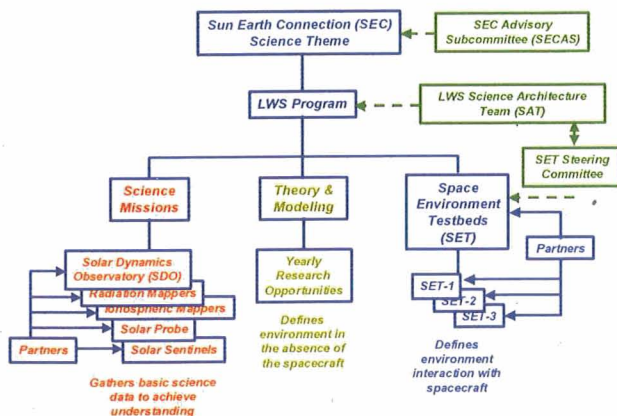 Sun Earth Connection (SEC)
Science Theme
SEC Advisory
Subcommittee (SECAS)
LWS Program
LWS Science Architecture
Team (SAT)
SET Steering
Committee
Science
Missions
Theory &
Modeling
Space
Environment
Testbeds
(SET)
Partners
Solar Dynamics
Observatory (SDO)
Radiation Mappers
Ionospheric Mappers
Solar Probe
Solar Sentinels
Partners
Yearly
Research
Opportunities
SET-1
SET-2
SET-3
Gathers basic science
data to achieve
understanding
Defines
environment in
the absence of
the spacecraft
Defines
environment
interaction with
spacecraft